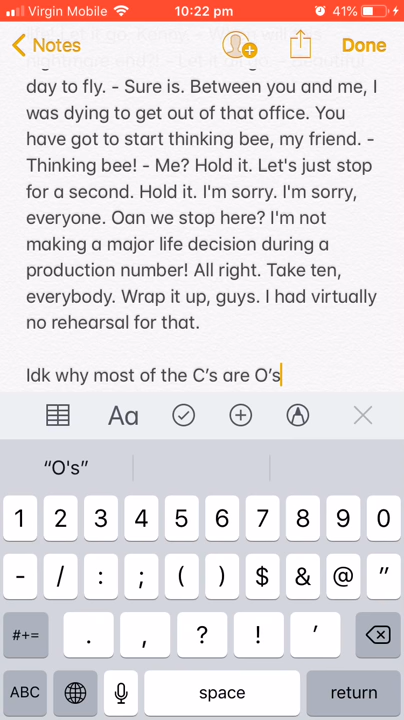 Virgin Mobile 10:22 pm 41%
Notes Done
day to fly. - Sure is. Between you and me, I
was dying to get out of that office. You
have got to start thinking bee, my friend. -
Thinking bee! - Me? Hold it. Let's just stop
for a second. Hold it. I'm sorry. I'm sorry,
everyone. Oan we stop here? I'm not
making a major life decision during a
production number! All right. Take ten,
everybody. Wrap it up, guys. I had virtually
no rehearsal for that.
Idk why most of the C’s are O’s
Aa
“O's”
1 2 3 4 5 6 7 8 9 0
- / : ; ( ) $ & @ ”
#+= . , ? ! ’
ABC space return